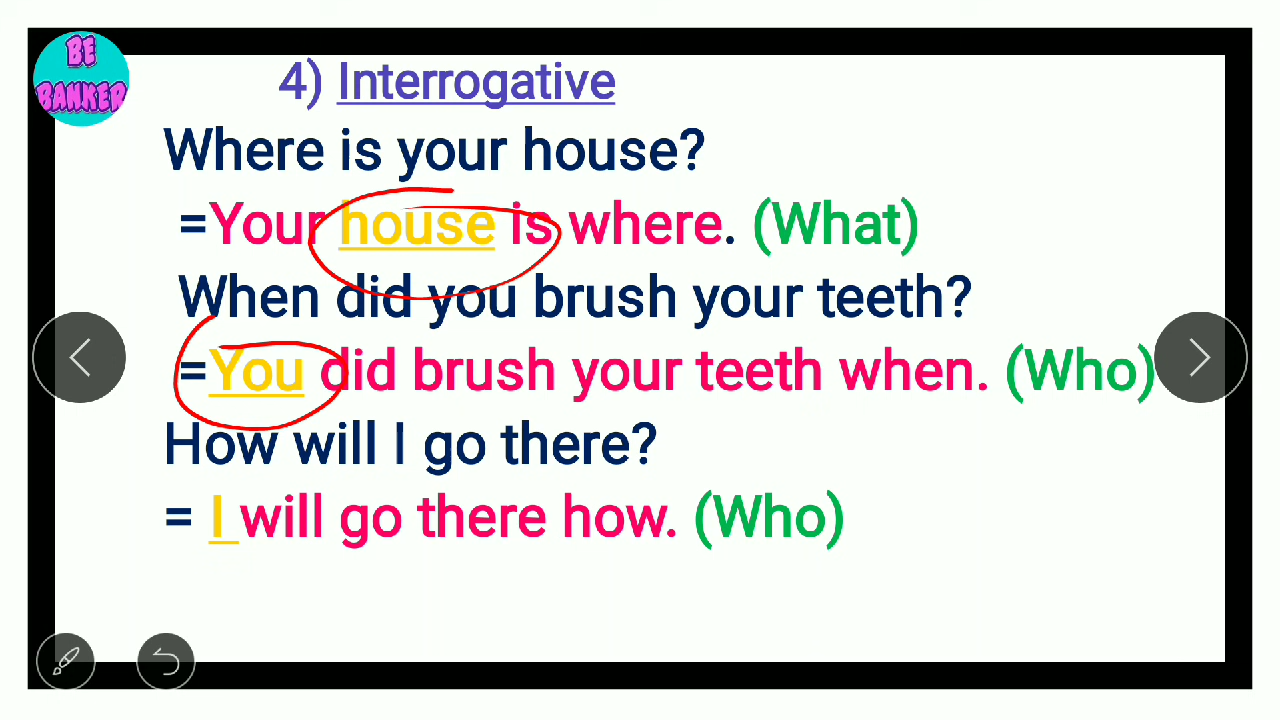 BE
BANKER
4) Interrogative
Where is your house?
=Your house is where. (What)
When did you brush your teeth?
=You did brush your teeth when. (Who)
How will I go there?
= I will go there how. (Who)